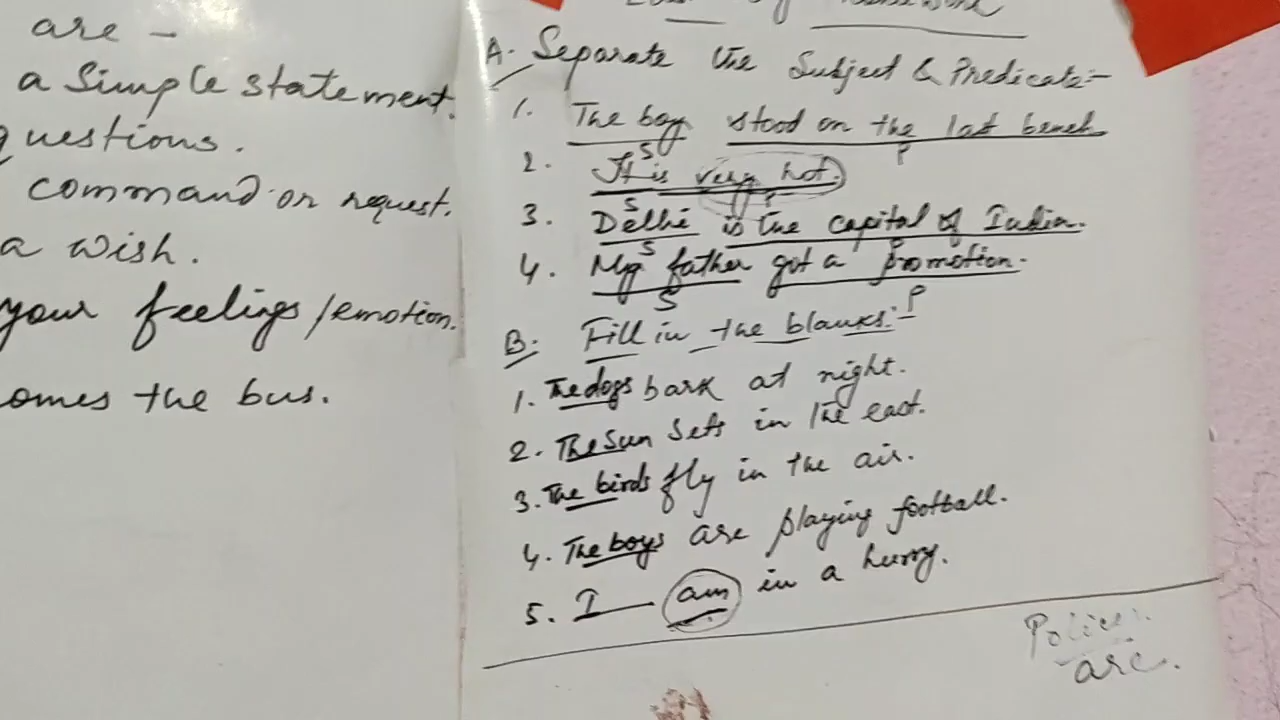 are -
a Simple statement.
questions.
command or request.
a wish.
your feelings/emotion.
omes the bus.
A. Separate the Subject & Predicate:-
1. The boy stood on the last bench
S P
2. It is very hot.
S P
3. Delhi is the capital of India.
S P
4. My father got a promotion.
S P
B. Fill in the blanks:-
1. The dogs bark at night.
2. The Sun Sets in the east.
3. The birds fly in the air.
4. The boys are playing football.
5. I am in a hurry.
are.